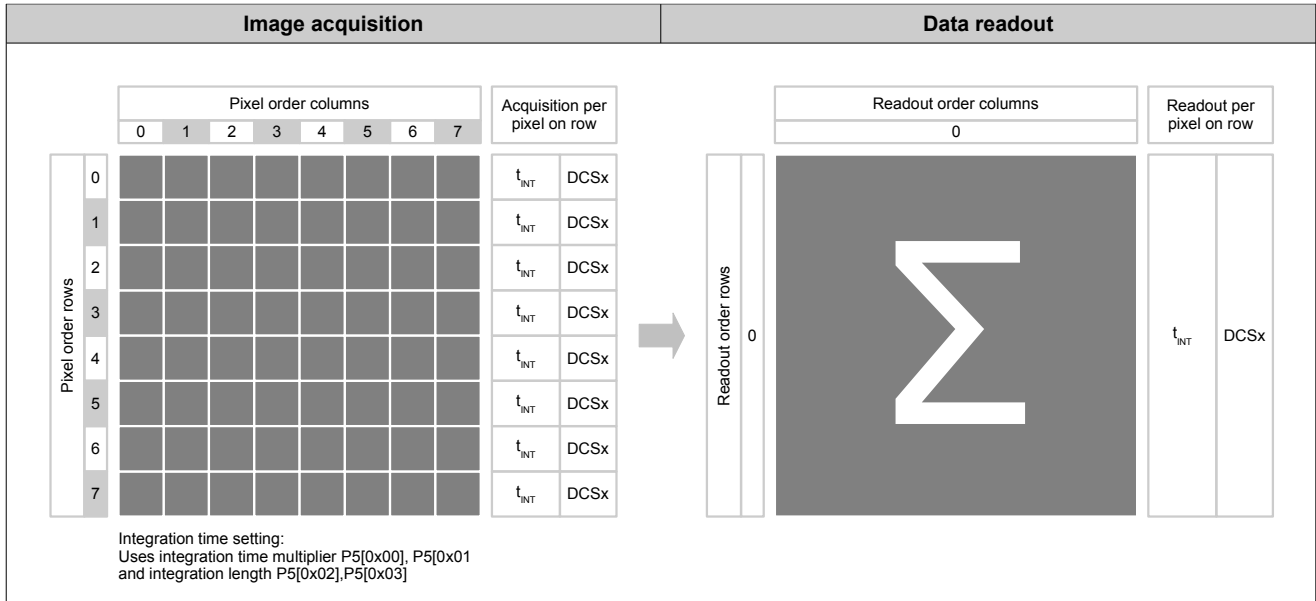 Image acquisition
Data readout
Pixel order columns
Acquisition per
pixel on row
0 1 2 3 4 5 6 7
Pixel order rows
0 t_INT DCSx
1 t_INT DCSx
2 t_INT DCSx
3 t_INT DCSx
4 t_INT DCSx
5 t_INT DCSx
6 t_INT DCSx
7 t_INT DCSx
Integration time setting:
Uses integration time multiplier P5[0x00], P5[0x01
and integration length P5[0x02],P5[0x03]
Readout order columns
0
Readout per
pixel on row
Readout order rows
0
Σ
t_INT DCSx